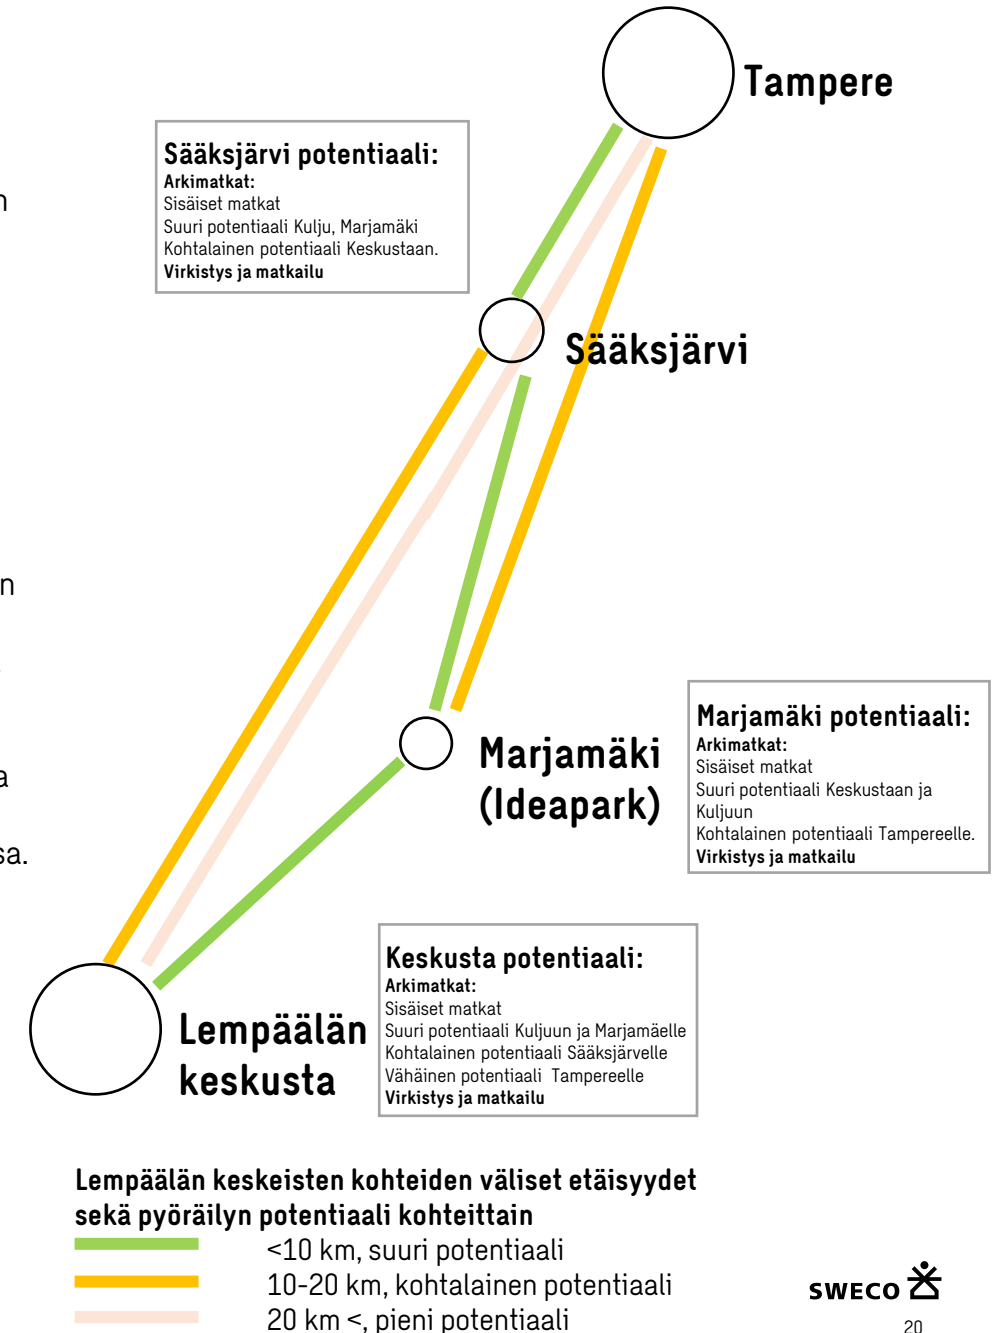 Tampere
Sääksjärvi potentiaali:
Arkimatkat:
Sisäiset matkat
Suuri potentiaali Kulju, Marjamäki
Kohtalainen potentiaali Keskustaan.
Virkistys ja matkailu
n
Sääksjärvi
n
a
sa.
Marjamäki
(Ideapark)
Marjamäki potentiaali:
Arkimatkat:
Sisäiset matkat
Suuri potentiaali Keskustaan ja
Kuljuun
Kohtalainen potentiaali Tampereelle.
Virkistys ja matkailu
Lempäälän
keskusta
Keskusta potentiaali:
Arkimatkat:
Sisäiset matkat
Suuri potentiaali Kuljuun ja Marjamäelle
Kohtalainen potentiaali Sääksjärvelle
Vähäinen potentiaali Tampereelle
Virkistys ja matkailu
Lempäälän keskeisten kohteiden väliset etäisyydet
sekä pyöräilyn potentiaali kohteittain
<10 km, suuri potentiaali
10-20 km, kohtalainen potentiaali
20 km <, pieni potentiaali
SWECO
20